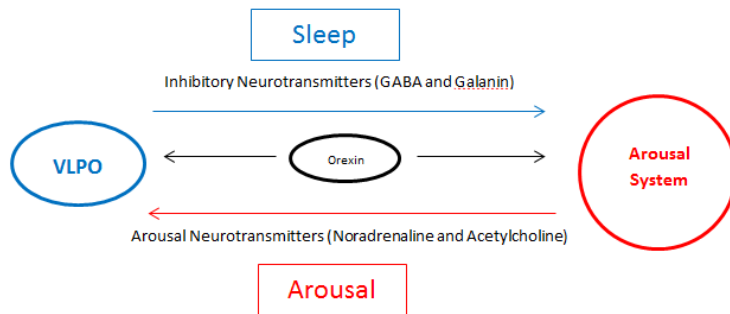 Sleep
Inhibitory Neurotransmitters (GABA and Galanin)
VLPO
Orexin
Arousal
System
Arousal Neurotransmitters (Noradrenaline and Acetylcholine)
Arousal